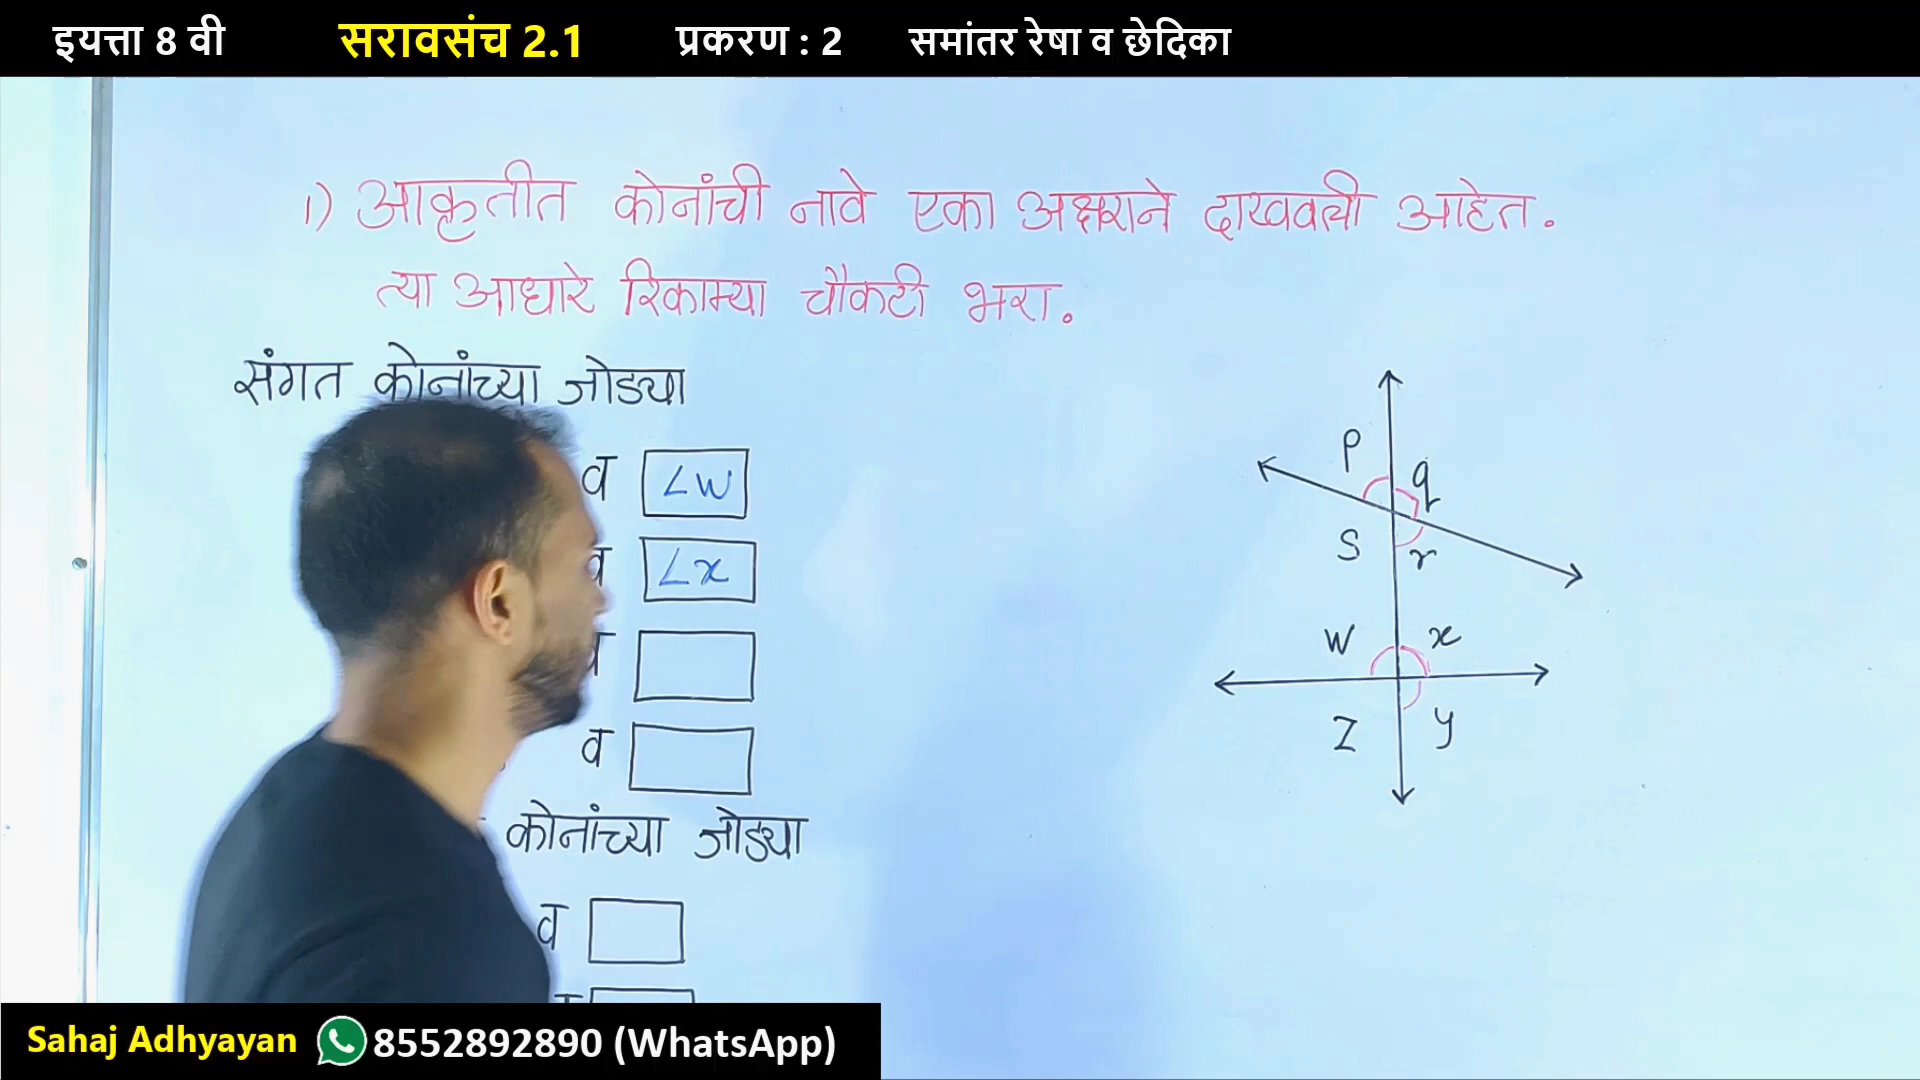 इयत्ता 8 वी सरावसंच 2.1 प्रकरण : 2 समांतर रेषा व छेदिका
1) आकृतीत कोनांची नावे एका अक्षराने दाखवली आहेत.
त्या आधारे रिकाम्या चौकटी भरा.
संगत कोनांच्या जोड्या
व ∠w
व ∠x
व
व
कोनांच्या जोड्या
व
p q
s r
w x
z y
Sahaj Adhyayan 8552892890 (WhatsApp)